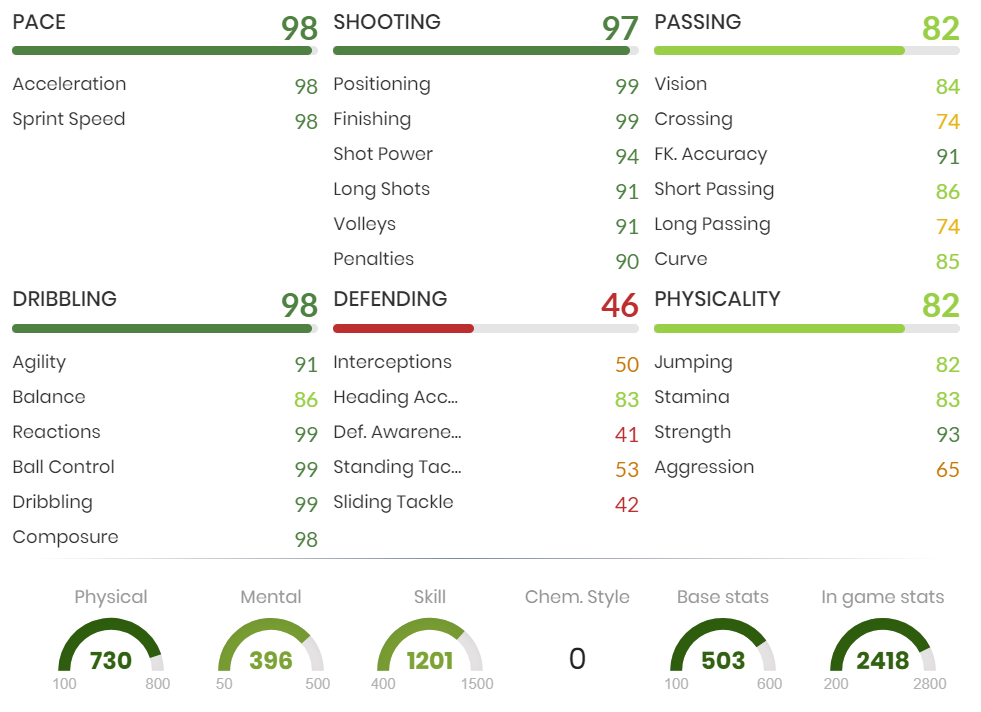 PACE 98
Acceleration 98
Sprint Speed 98
SHOOTING 97
Positioning 99
Finishing 99
Shot Power 94
Long Shots 91
Volleys 91
Penalties 90
PASSING 82
Vision 84
Crossing 74
FK. Accuracy 91
Short Passing 86
Long Passing 74
Curve 85
DRIBBLING 98
Agility 91
Balance 86
Reactions 99
Ball Control 99
Dribbling 99
Composure 98
DEFENDING 46
Interceptions 50
Heading Acc... 83
Def. Awarene... 41
Standing Tac... 53
Sliding Tackle 42
PHYSICALITY 82
Jumping 82
Stamina 83
Strength 93
Aggression 65
Physical
730
100 800
Mental
396
50 500
Skill
1201
400 1500
Chem. Style
0
Base stats
503
100 600
In game stats
2418
200 2800